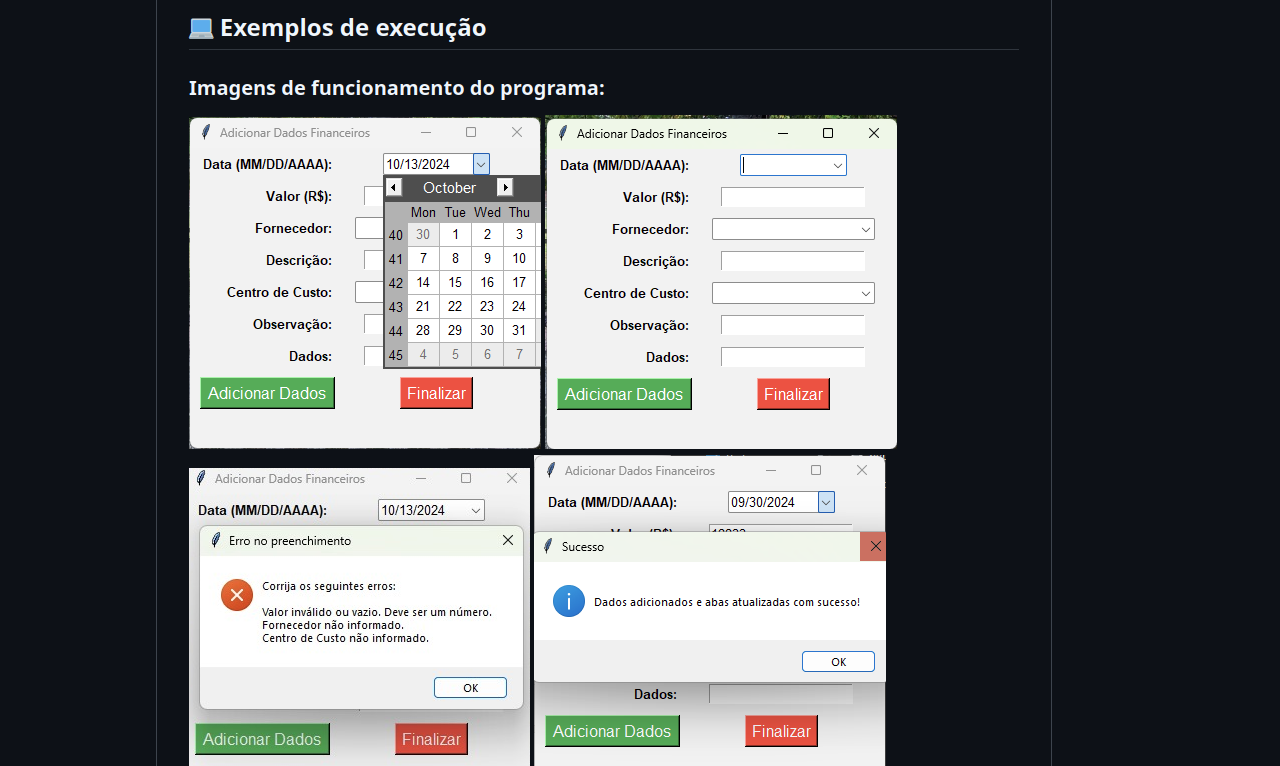 Exemplos de execução
Imagens de funcionamento do programa:
Adicionar Dados Financeiros
Data (MM/DD/AAAA):
10/13/2024
October
Mon Tue Wed Thu
40 30 1 2 3
41 7 8 9 10
42 14 15 16 17
43 21 22 23 24
44 28 29 30 31
45 4 5 6 7
Valor (R$):
Fornecedor:
Descrição:
Centro de Custo:
Observação:
Dados:
Adicionar Dados Finalizar
Adicionar Dados Financeiros
Data (MM/DD/AAAA):
Valor (R$):
Fornecedor:
Descrição:
Centro de Custo:
Observação:
Dados:
Adicionar Dados Finalizar
Adicionar Dados Financeiros
Data (MM/DD/AAAA): 10/13/2024
Erro no preenchimento
Corrija os seguintes erros:
Valor inválido ou vazio. Deve ser um número.
Fornecedor não informado.
Centro de Custo não informado.
OK
Adicionar Dados Finalizar
Adicionar Dados Financeiros
Data (MM/DD/AAAA): 09/30/2024
Valor (R$):
Sucesso
Dados adicionados e abas atualizadas com sucesso!
OK
Dados:
Adicionar Dados Finalizar